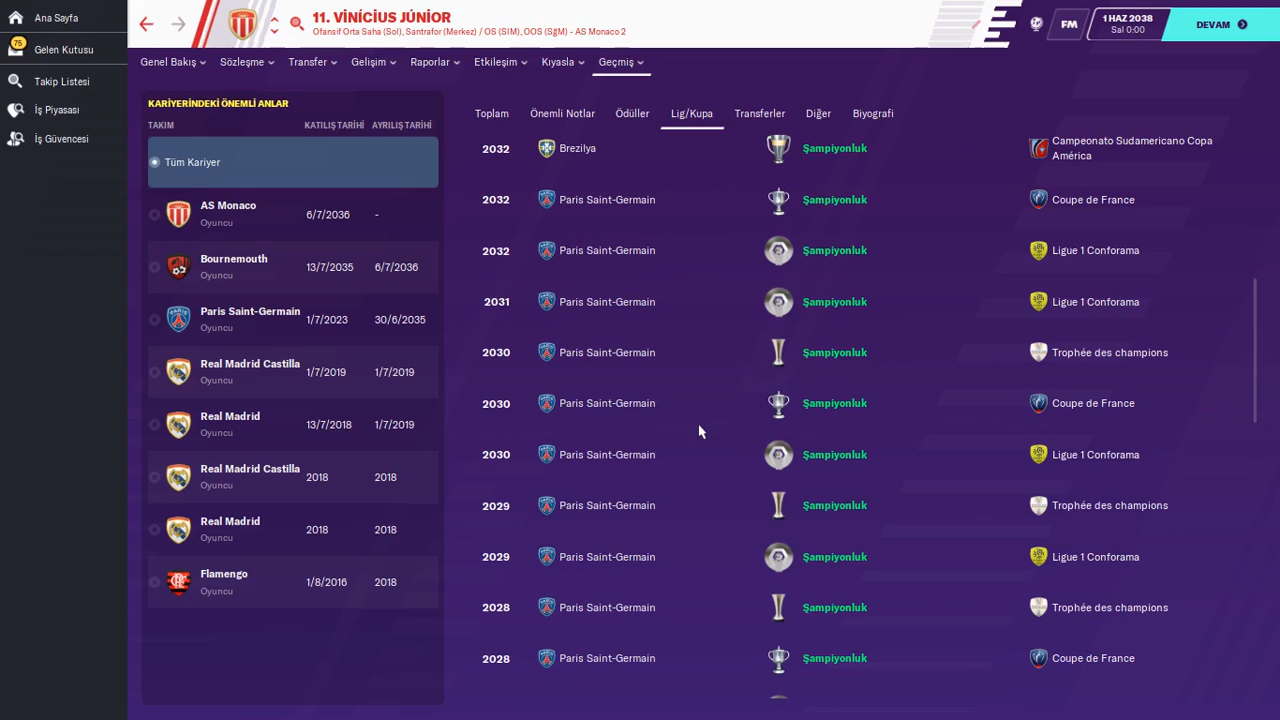 Ana Sayfa
75
Gelen Kutusu
Takip Listesi
İş Piyasası
İş Güvencesi
11. VİNÍCIUS JÚNIOR
Ofansif Orta Saha (Sol), Santrafor (Merkez) / OS (SlM), OOS (SgM) - AS Monaco 2
FM
1 HAZ 2038
Sal 0:00
DEVAM
Genel Bakış
Sözleşme
Transfer
Gelişim
Raporlar
Etkileşim
Kıyasla
Geçmiş
KARİYERİNDEKİ ÖNEMLİ ANLAR
TAKIM KATILIŞ TARİHİ AYRILIŞ TARİHİ
Tüm Kariyer
AS Monaco
Oyuncu
6/7/2036 -
Bournemouth
Oyuncu
13/7/2035 6/7/2036
Paris Saint-Germain
Oyuncu
1/7/2023 30/6/2035
Real Madrid Castilla
Oyuncu
1/7/2019 1/7/2019
Real Madrid
Oyuncu
13/7/2018 1/7/2019
Real Madrid Castilla
Oyuncu
2018 2018
Real Madrid
Oyuncu
2018 2018
Flamengo
Oyuncu
1/8/2016 2018
Toplam Önemli Notlar Ödüller Lig/Kupa Transferler Diğer Biyografi
2032 Brezilya Şampiyonluk Campeonato Sudamericano Copa
América
2032 Paris Saint-Germain Şampiyonluk Coupe de France
2032 Paris Saint-Germain Şampiyonluk Ligue 1 Conforama
2031 Paris Saint-Germain Şampiyonluk Ligue 1 Conforama
2030 Paris Saint-Germain Şampiyonluk Trophée des champions
2030 Paris Saint-Germain Şampiyonluk Coupe de France
2030 Paris Saint-Germain Şampiyonluk Ligue 1 Conforama
2029 Paris Saint-Germain Şampiyonluk Trophée des champions
2029 Paris Saint-Germain Şampiyonluk Ligue 1 Conforama
2028 Paris Saint-Germain Şampiyonluk Trophée des champions
2028 Paris Saint-Germain Şampiyonluk Coupe de France